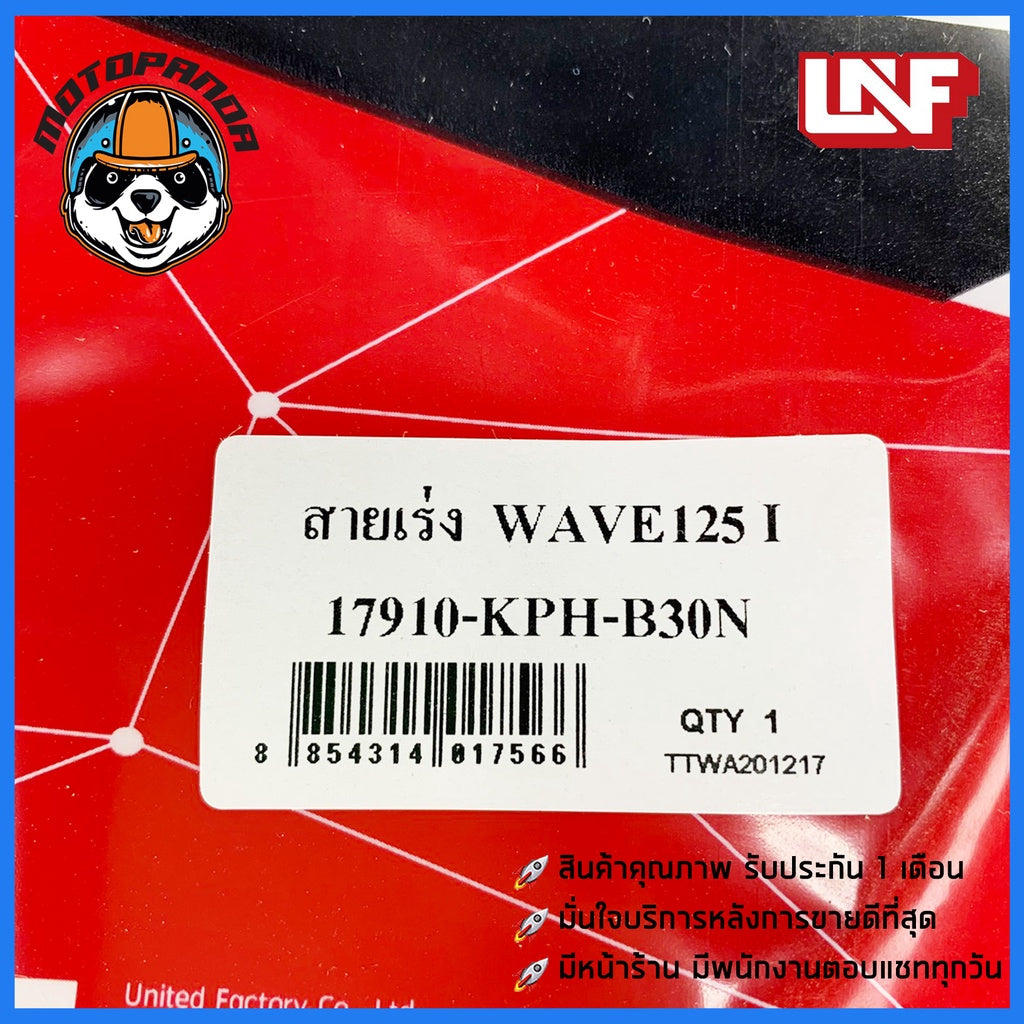 MOTOPANDA
UNF
สายเร่ง WAVE125 I
17910-KPH-B30N
8 854314 017566
QTY 1
TTWA201217
สินค้าคุณภาพ รับประกัน 1 เดือน
มั่นใจบริการหลังการขายดีที่สุด
มีหน้าร้าน มีพนักงานตอบแชททุกวัน
United Factory Co., Ltd.